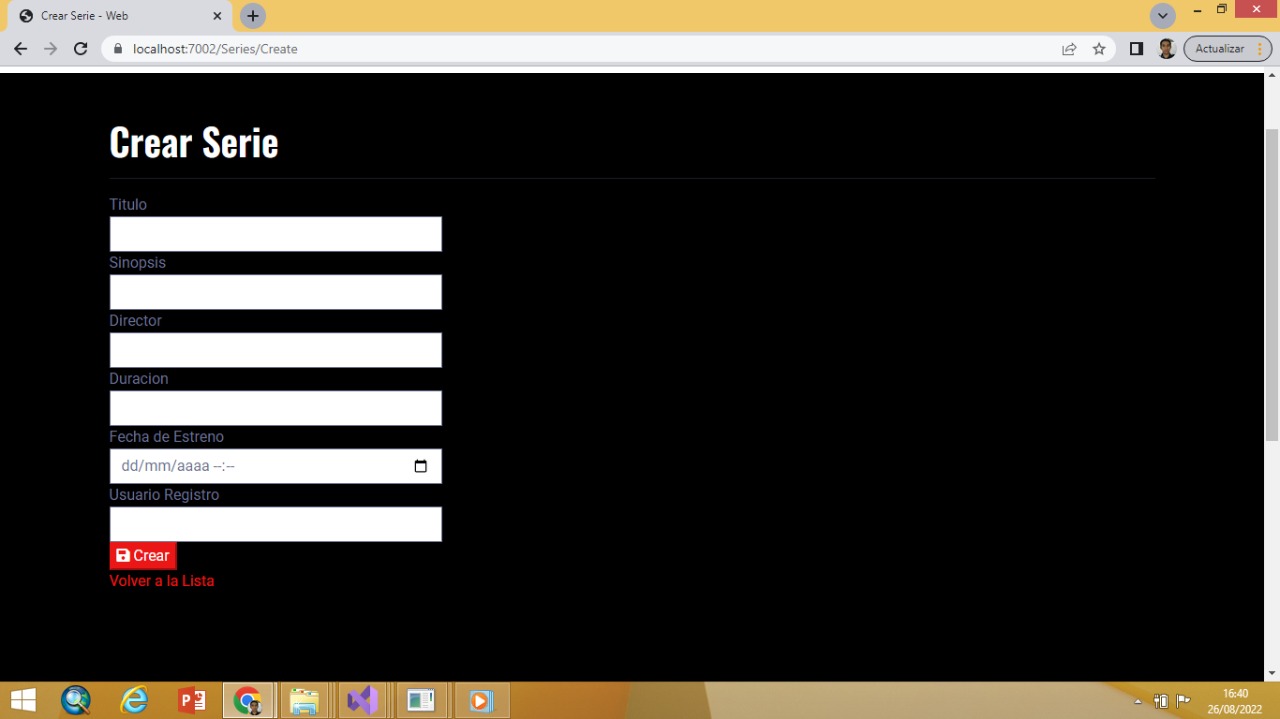 Crear Serie - Web
localhost:7002/Series/Create
Actualizar
Crear Serie
Titulo
Sinopsis
Director
Duracion
Fecha de Estreno
dd/mm/aaaa --:--
Usuario Registro
Crear
Volver a la Lista
16:40
26/08/2022